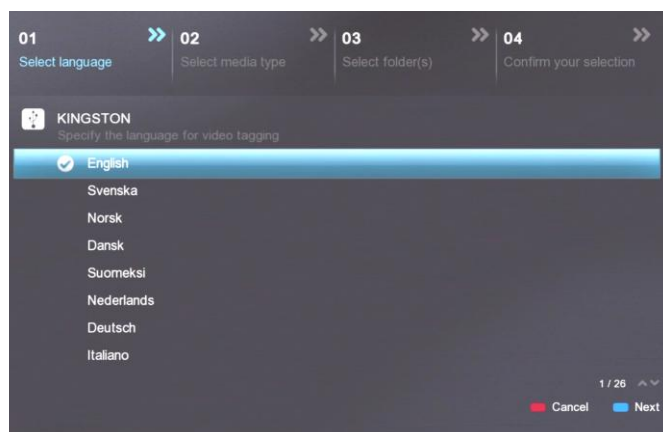 01
Select language
02
Select media type
03
Select folder(s)
04
Confirm your selection
KINGSTON
Specify the language for video tagging
English
Svenska
Norsk
Dansk
Suomeksi
Nederlands
Deutsch
Italiano
1 / 26
Cancel Next